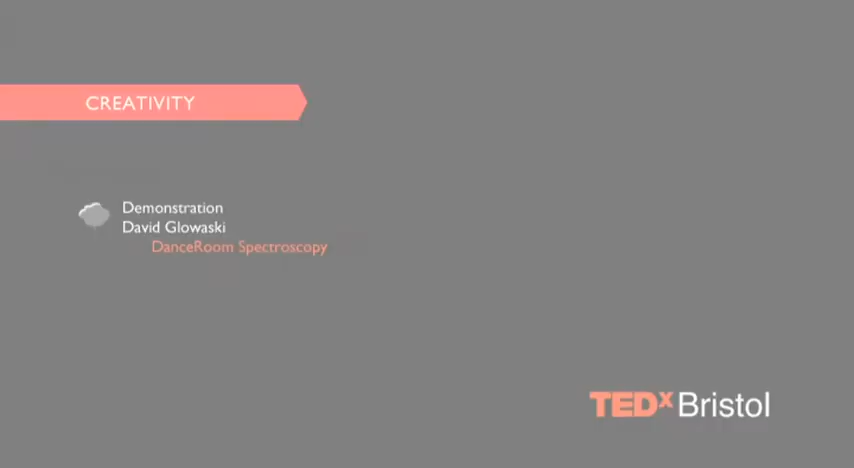 CREATIVITY
Demonstration
David Glowaski
DanceRoom Spectroscopy
TEDx Bristol